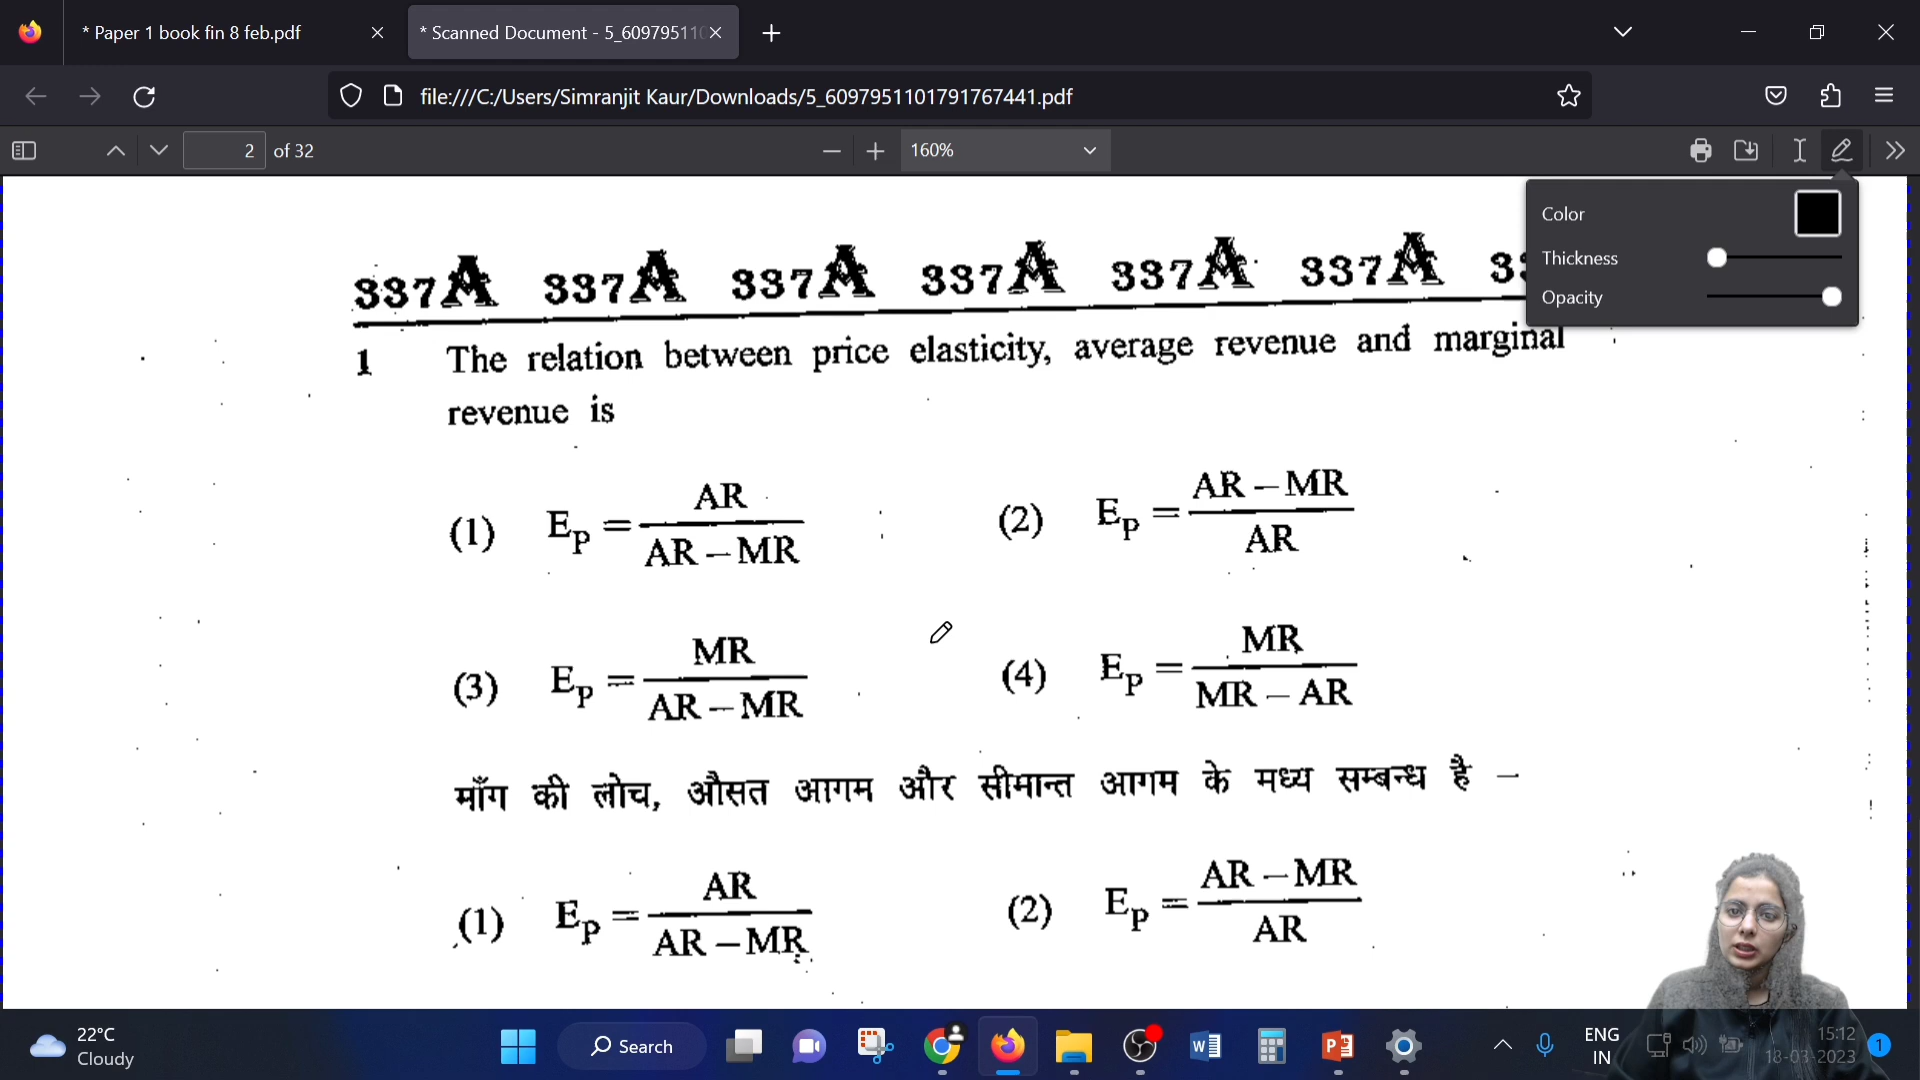 * Paper 1 book fin 8 feb.pdf
* Scanned Document - 5_609795110
file:///C:/Users/Simranjit Kaur/Downloads/5_6097951101791767441.pdf
2 of 32
160%
Color
Thickness
Opacity
337A 337A 337A 337A 337A 337A
1 The relation between price elasticity, average revenue and marginal
revenue is
(1) Ep = AR / AR – MR (2) Ep = AR – MR / AR
(3) Ep = MR / AR – MR (4) Ep = MR / MR – AR
माँग की लोच, औसत आगम और सीमान्त आगम के मध्य सम्बन्ध है –
(1) Ep = AR / AR – MR (2) Ep = AR – MR / AR
22°C
Cloudy
Search
ENG
IN
15:12
18-03-2023
1